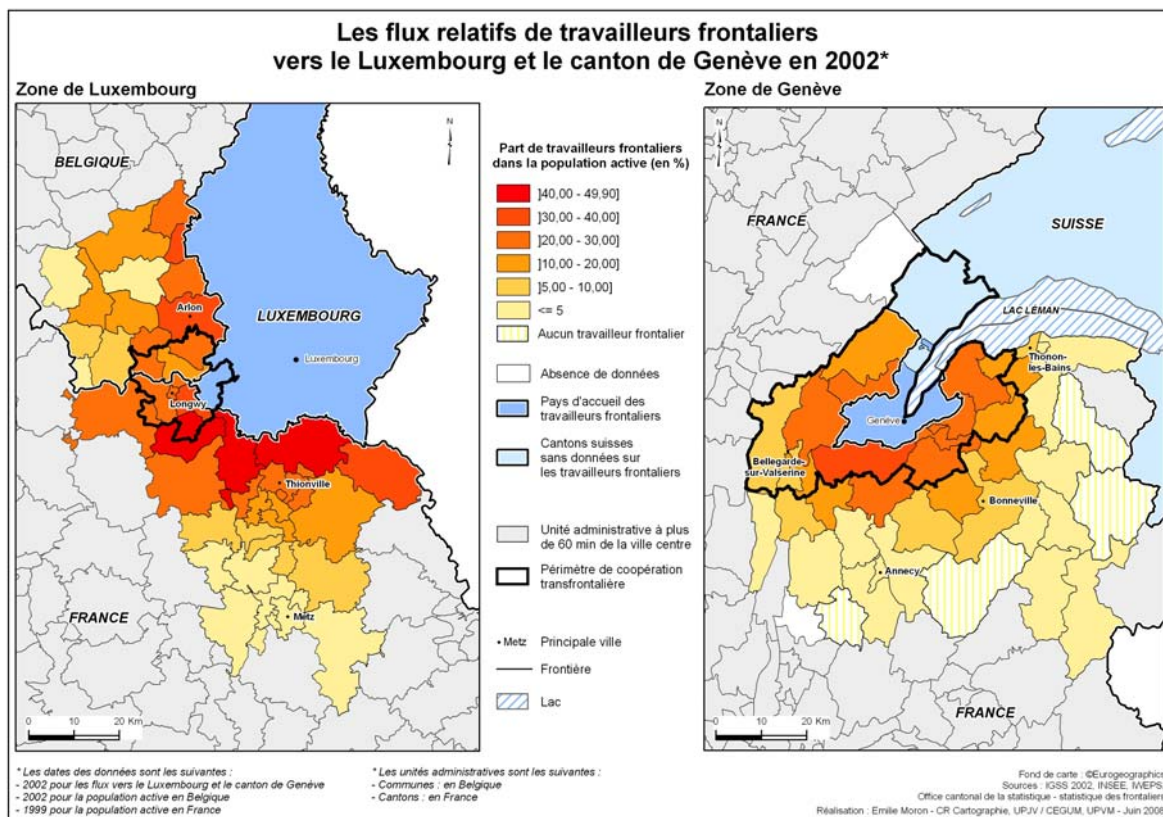 Les flux relatifs de travailleurs frontaliers
vers le Luxembourg et le canton de Genève en 2002*
Zone de Luxembourg
N
BELGIQUE
Arlon
LUXEMBOURG
Luxembourg
Longwy
Thionville
FRANCE
Metz
0 10 20 Km
Part de travailleurs frontaliers
dans la population active (en %)
]40,00 - 49,90]
]30,00 - 40,00]
]20,00 - 30,00]
]10,00 - 20,00]
]5,00 - 10,00]
<= 5
Aucun travailleur frontalier
Absence de données
Pays d'accueil des
travailleurs frontaliers
Cantons suisses
sans données sur
les travailleurs frontaliers
Unité administrative à plus
de 60 min de la ville centre
Périmètre de coopération
transfrontalière
Metz Principale ville
Frontière
Lac
Zone de Genève
N
FRANCE
SUISSE
LAC LÉMAN
Thonon-
les-Bains
Genève
Bellegarde-
sur-Valserine
Bonneville
Annecy
FRANCE
0 10 20 Km
* Les dates des données sont les suivantes :
- 2002 pour les flux vers le Luxembourg et le canton de Genève
- 2002 pour la population active en Belgique
- 1999 pour la population active en France
* Les unités administratives sont les suivantes :
- Communes : en Belgique
- Cantons : en France
Fond de carte : ©Eurogeographics
Sources : IGSS 2002, INSEE, IWEPS,
Office cantonal de la statistique - statistique des frontaliers
Réalisation : Emilie Moron - CR Cartographie, UPJV / CEGUM, UPVM - Juin 2008